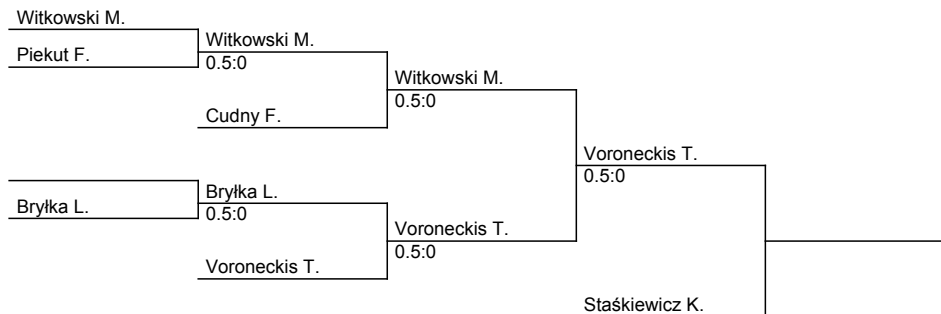 Witkowski M.
Piekut F.
Witkowski M.
0.5:0
Cudny F.
Witkowski M.
0.5:0
Bryłka L.
Bryłka L.
0.5:0
Voroneckis T.
Voroneckis T.
0.5:0
Voroneckis T.
0.5:0
Staśkiewicz K.